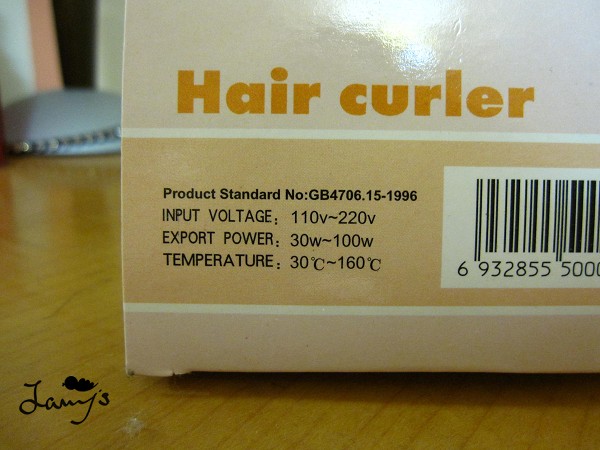 Hair curler
Product Standard No:GB4706.15-1996
INPUT VOLTAGE: 110v~220v
EXPORT POWER: 30w~100w
TEMPERATURE: 30℃~160℃
6 932855 5000